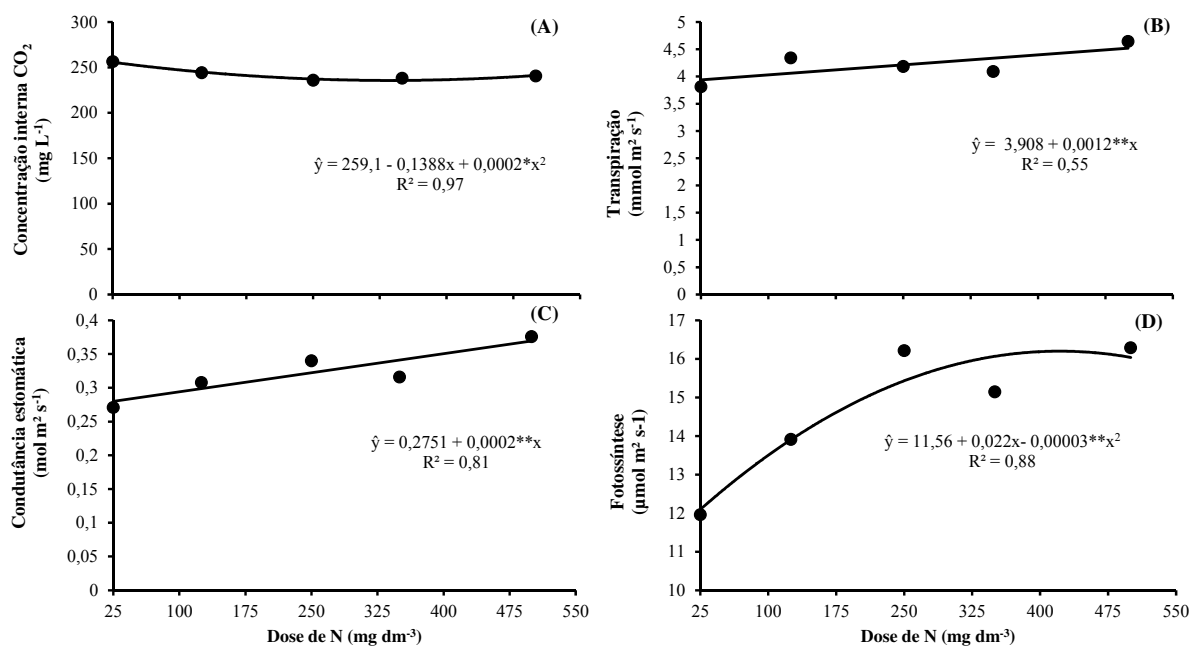 (A)
Concentração interna CO₂
(mg L⁻¹)
300
250
200
150
100
50
0
ŷ = 259,1 - 0,1388x + 0,0002*x²
R² = 0,97
(B)
Transpiração
(mmol m² s⁻¹)
5
4,5
4
3,5
3
2,5
2
1,5
1
0,5
0
ŷ = 3,908 + 0,0012**x
R² = 0,55
(C)
Condutância estomática
(mol m² s⁻¹)
0,4
0,35
0,3
0,25
0,2
0,15
0,1
0,05
0
ŷ = 0,2751 + 0,0002**x
R² = 0,81
25 100 175 250 325 400 475 550
Dose de N (mg dm⁻³)
(D)
Fotossíntese
(μmol m² s-1)
17
16
15
14
13
12
11
10
ŷ = 11,56 + 0,022x- 0,00003**x²
R² = 0,88
25 100 175 250 325 400 475 550
Dose de N (mg dm⁻³)